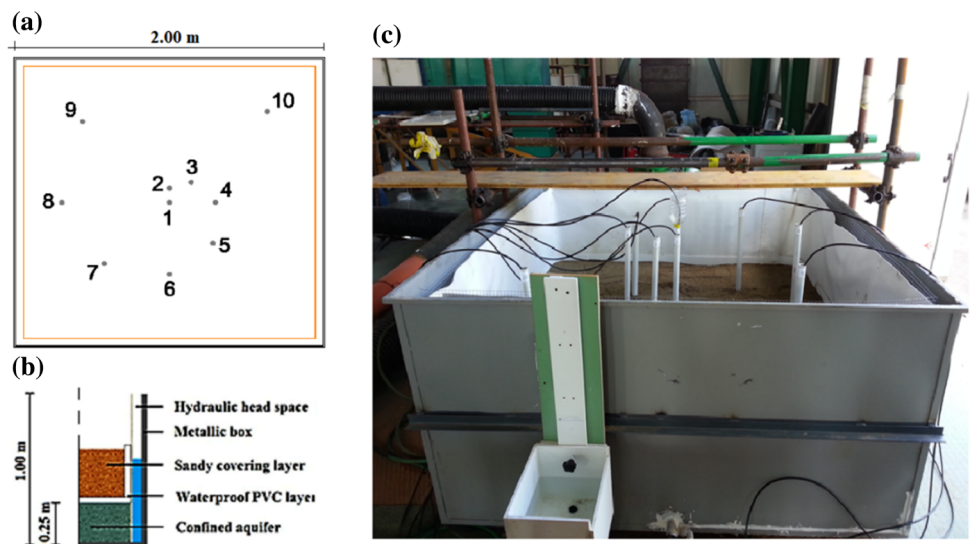 (a)
2.00 m
(c)
9
10
3
2
4
8
1
5
7
6
(b)
1.00 m
Hydraulic head space
Metallic box
Sandy covering layer
Waterproof PVC layer
0.25 m
Confined aquifer